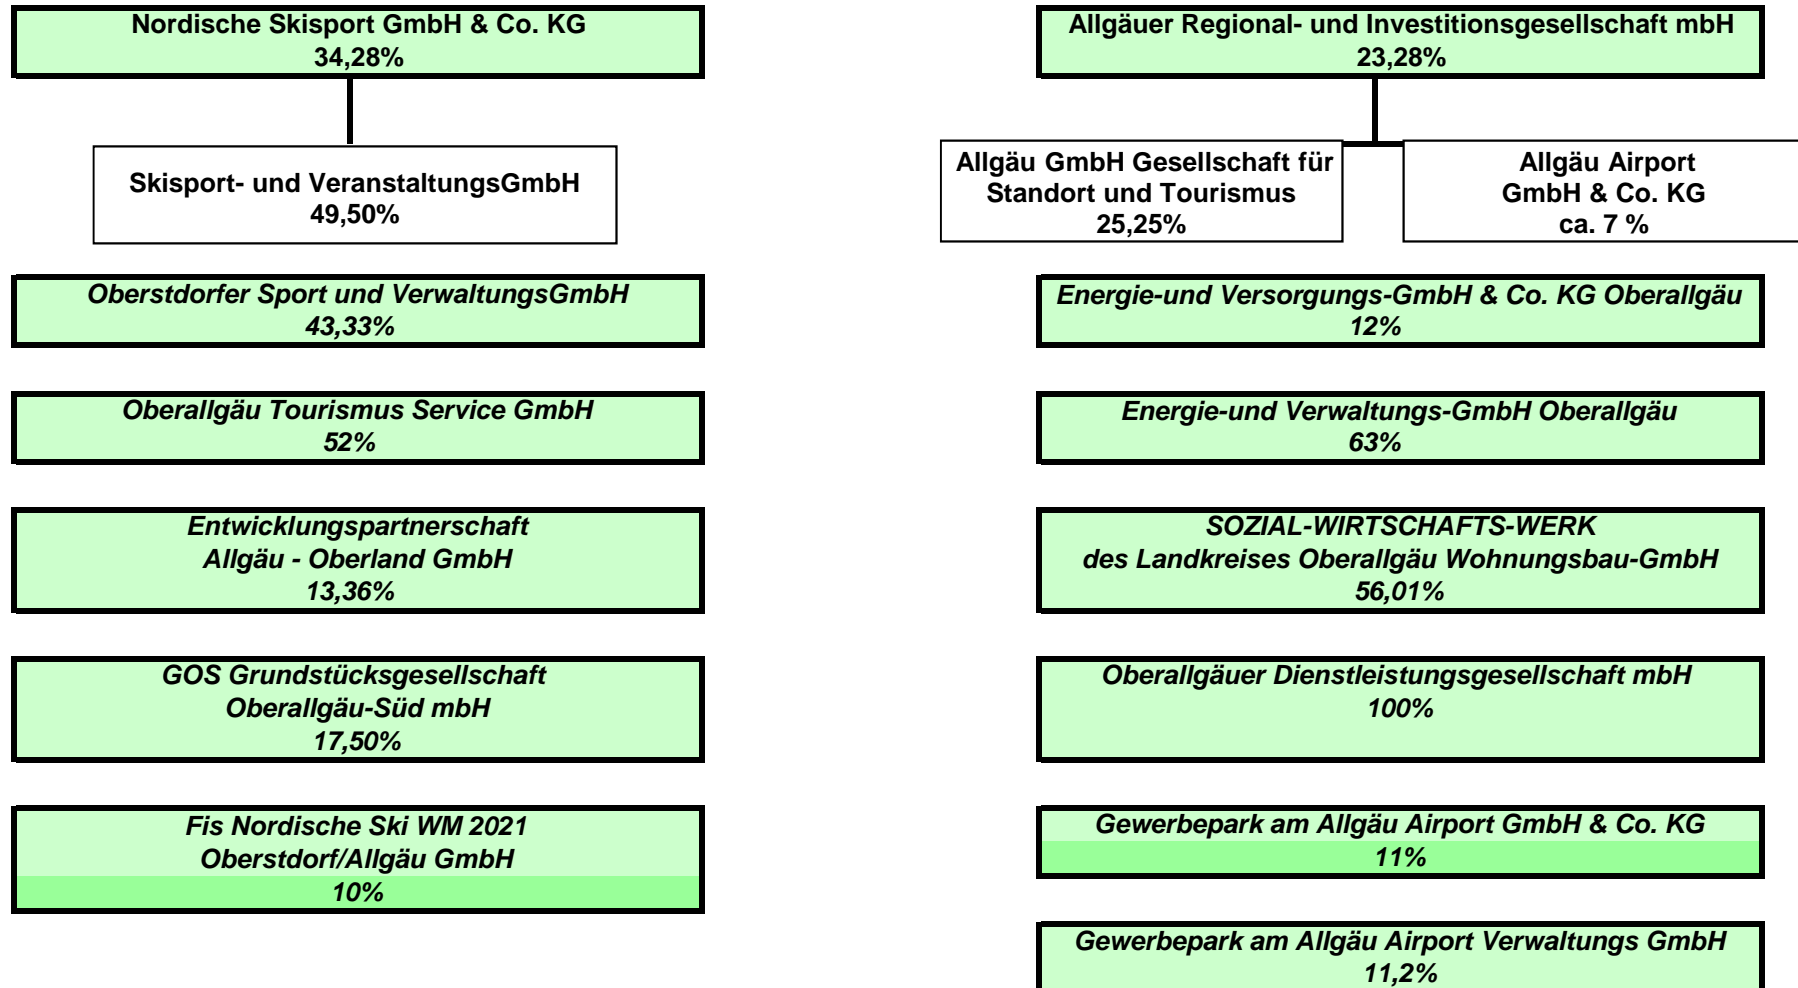 Nordische Skisport GmbH & Co. KG
34,28%
Skisport- und VeranstaltungsGmbH
49,50%
Oberstdorfer Sport und VerwaltungsGmbH
43,33%
Oberallgäu Tourismus Service GmbH
52%
Entwicklungspartnerschaft
Allgäu - Oberland GmbH
13,36%
GOS Grundstücksgesellschaft
Oberallgäu-Süd mbH
17,50%
Fis Nordische Ski WM 2021
Oberstdorf/Allgäu GmbH
10%
Allgäuer Regional- und Investitionsgesellschaft mbH
23,28%
Allgäu GmbH Gesellschaft für
Standort und Tourismus
25,25%
Allgäu Airport
GmbH & Co. KG
ca. 7 %
Energie-und Versorgungs-GmbH & Co. KG Oberallgäu
12%
Energie-und Verwaltungs-GmbH Oberallgäu
63%
SOZIAL-WIRTSCHAFTS-WERK
des Landkreises Oberallgäu Wohnungsbau-GmbH
56,01%
Oberallgäuer Dienstleistungsgesellschaft mbH
100%
Gewerbepark am Allgäu Airport GmbH & Co. KG
11%
Gewerbepark am Allgäu Airport Verwaltungs GmbH
11,2%